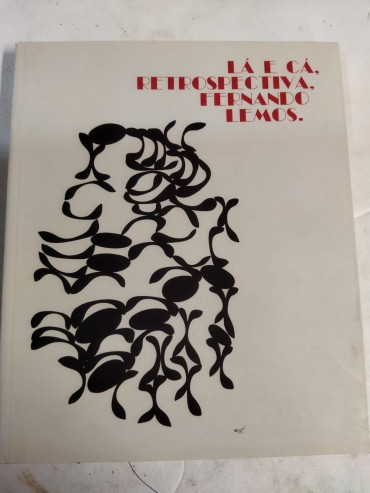 LÁ E CÁ,
RETROSPECTIVA,
FERNANDO
LEMOS.